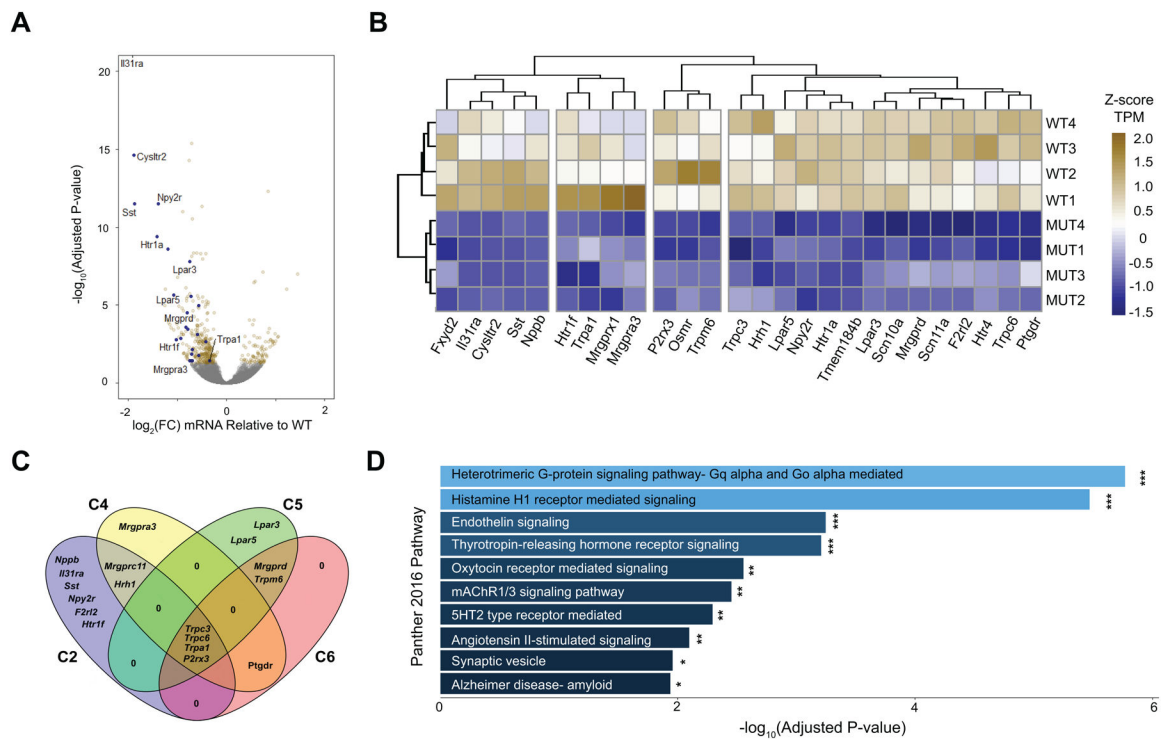 A
Il31ra
20
15
10
5
0
Cysltr2
Npy2r
Sst
Htr1a
Lpar3
Lpar5
Mrgprd
Trpa1
Htr1f
Mrgpra3
-log10(Adjusted P-value)
-2
0
2
log2(FC) mRNA Relative to WT
B
WT4
WT3
WT2
WT1
MUT4
MUT1
MUT3
MUT2
Fxyd2
Il31ra
Cysltr2
Sst
Nppb
Htr1f
Trpa1
Mrgprx1
Mrgpra3
P2rx3
Osmr
Trpm6
Trpc3
Hrh1
Lpar5
Npy2r
Htr1a
Tmem184b
Lpar3
Scn10a
Mrgprd
Scn11a
F2rl2
Htr4
Trpc6
Ptgdr
Z-score
TPM
2.0
1.5
1.0
0.5
0
-0.5
-1.0
-1.5
C
C4
C5
C2
C6
Mrgpra3
Lpar3
Lpar5
Nppb
Il31ra
Sst
Npy2r
F2rl2
Htr1f
Mrgprc11
Hrh1
0
Mrgprd
Trpm6
0
0
0
Trpc3
Trpc6
Trpa1
P2rx3
0
Ptgdr
0
D
Panther 2016 Pathway
Heterotrimeric G-protein signaling pathway- Gq alpha and Go alpha mediated
***
Histamine H1 receptor mediated signaling
***
Endothelin signaling
***
Thyrotropin-releasing hormone receptor signaling
***
Oxytocin receptor mediated signaling
**
mAChR1/3 signaling pathway
**
5HT2 type receptor mediated
**
Angiotensin II-stimulated signaling
**
Synaptic vesicle
*
Alzheimer disease- amyloid
*
0
2
4
6
-log10(Adjusted P-value)